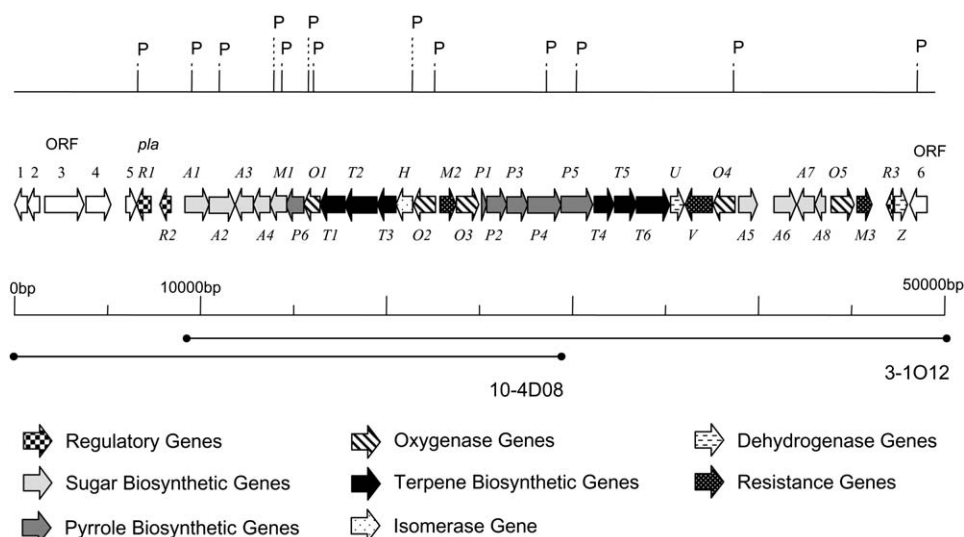 P P P P
P P P P P P P P P
ORF pla ORF
1 2 3 4 5 R1 A1 A3 M1 O1 T2 H M2 P1 P3 P5 T5 U O4 A7 O5 R3 6
R2 A2 A4 P6 T1 T3 O2 O3 P2 P4 T4 T6 V A5 A6 A8 M3 Z
0bp 10000bp 50000bp
3-1O12
10-4D08
Regulatory Genes Oxygenase Genes Dehydrogenase Genes
Sugar Biosynthetic Genes Terpene Biosynthetic Genes Resistance Genes
Pyrrole Biosynthetic Genes Isomerase Gene